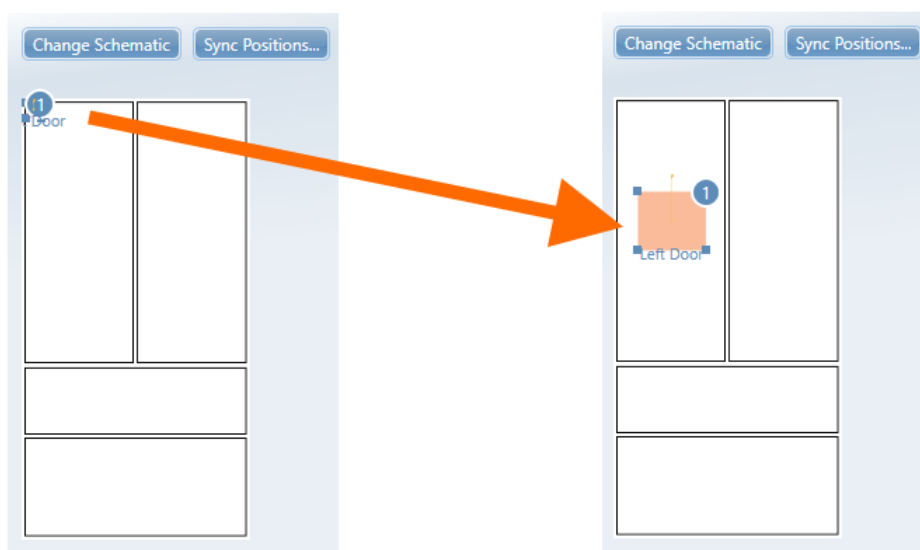 Change Schematic Sync Positions...
1
Door
Change Schematic Sync Positions...
1
Left Door